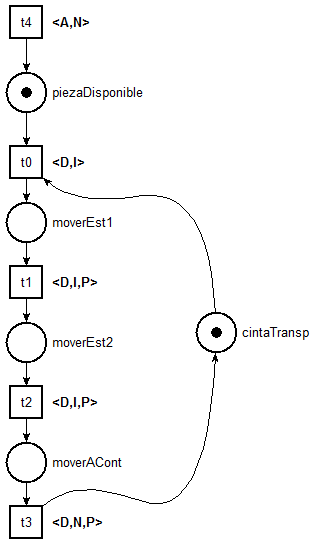 t4 <A,N>
piezaDisponible
t0 <D,I>
moverEst1
t1 <D,I,P>
moverEst2
cintaTransp
t2 <D,I,P>
moverACont
t3 <D,N,P>